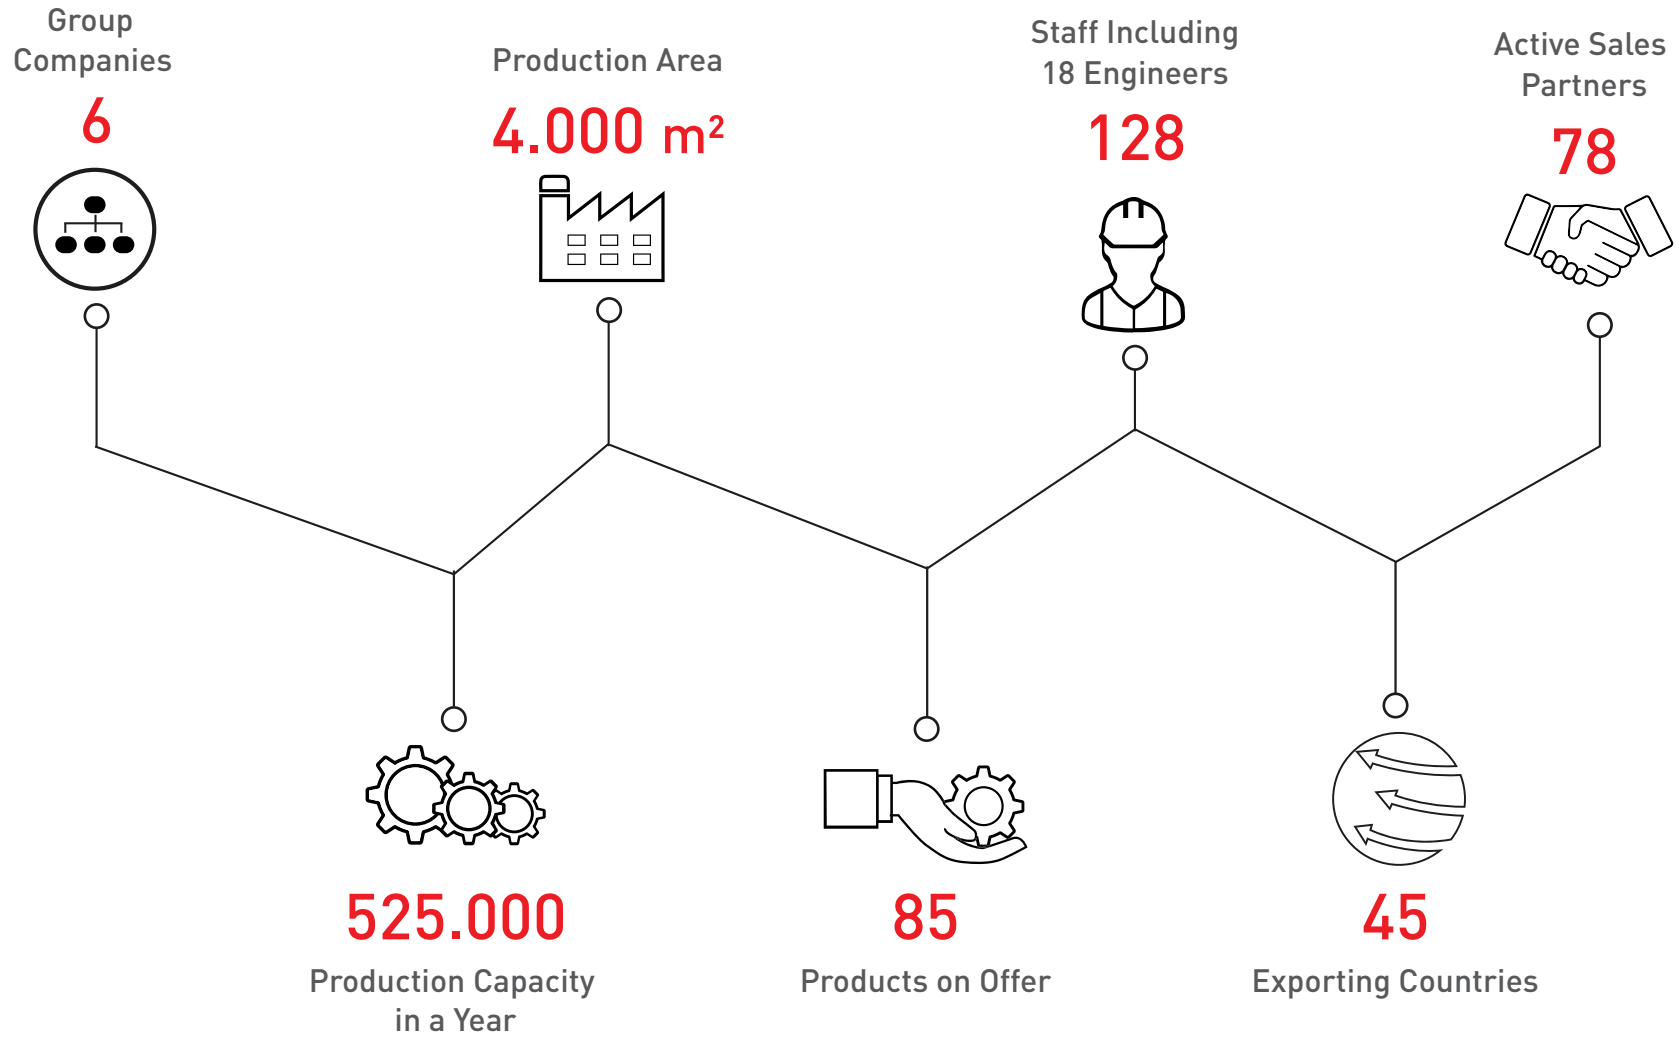 Group
Companies
6
Production Area
4.000 m²
Staff Including
18 Engineers
128
Active Sales
Partners
78
525.000
Production Capacity
in a Year
85
Products on Offer
45
Exporting Countries